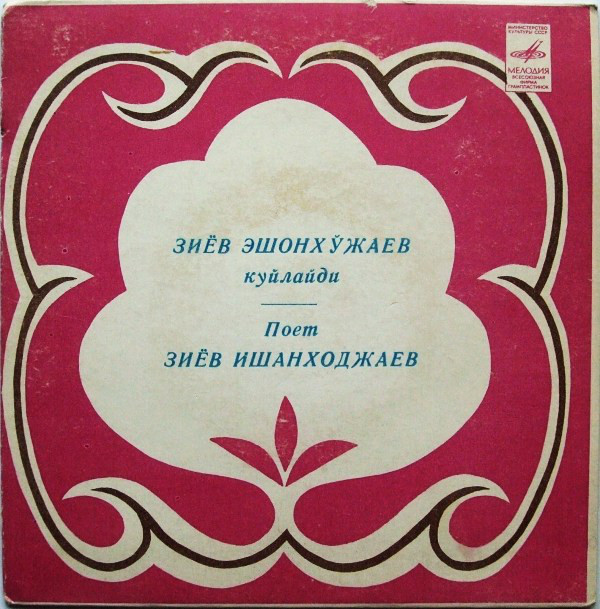 МИНИСТЕРСТВО
КУЛЬТУРЫ СССР
МЕЛОДИЯ
ВСЕСОЮЗНАЯ
ФИРМА
ГРАМПЛАСТИНОК
ЗИЁВ ЭШОНХЎЖАЕВ
куйлайди
Поет
ЗИЁВ ИШАНХОДЖАЕВ